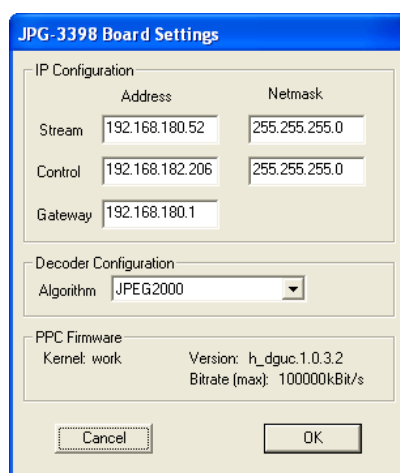 JPG-3398 Board Settings
IP Configuration
Address Netmask
Stream 192.168.180.52 255.255.255.0
Control 192.168.182.206 255.255.255.0
Gateway 192.168.180.1
Decoder Configuration
Algorithm JPEG2000
PPC Firmware
Kernel: work Version: h_dguc.1.0.3.2
Bitrate (max): 100000kBit/s
Cancel OK